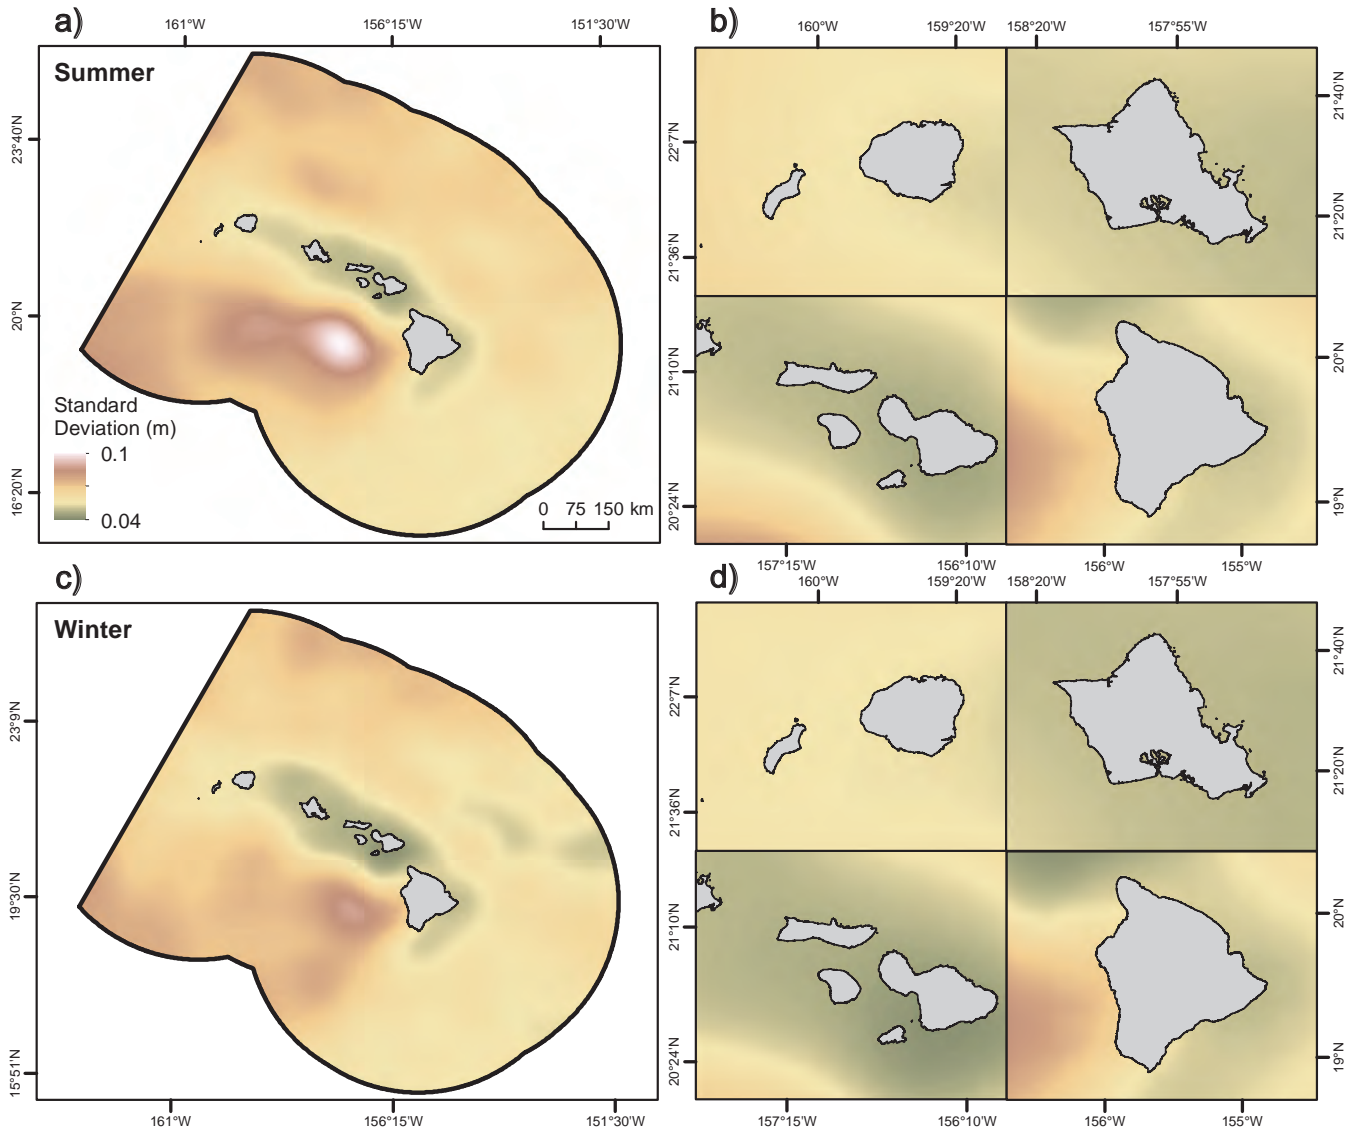 a)
161°W
156°15'W
151°30'W
Summer
23°40'N
20°N
16°20'N
Standard
Deviation (m)
0.1
0.04
0 75 150 km
b)
160°W
159°20'W
158°20'W
157°55'W
22°7'N
21°36'N
21°40'N
21°20'N
21°10'N
20°24'N
20°N
19°N
157°15'W
156°10'W
156°W
155°W
c)
Winter
23°9'N
19°30'N
15°51'N
161°W
156°15'W
151°30'W
d)
160°W
159°20'W
158°20'W
157°55'W
22°7'N
21°36'N
21°40'N
21°20'N
21°10'N
20°24'N
20°N
19°N
157°15'W
156°10'W
156°W
155°W